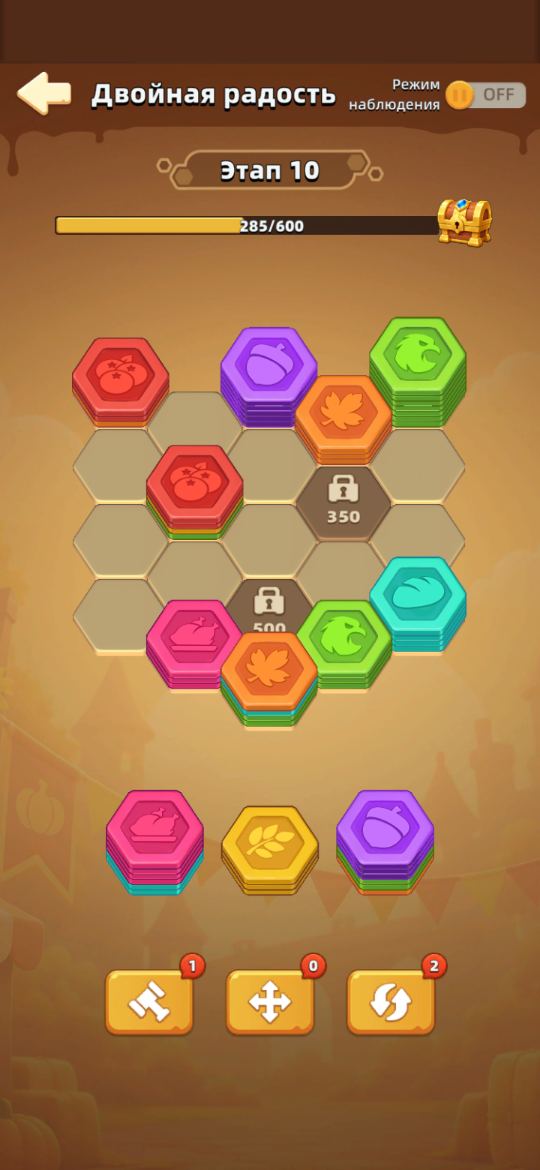 Двойная радость
Режим
наблюдения
OFF
Этап 10
285/600
350
500
1
0
2